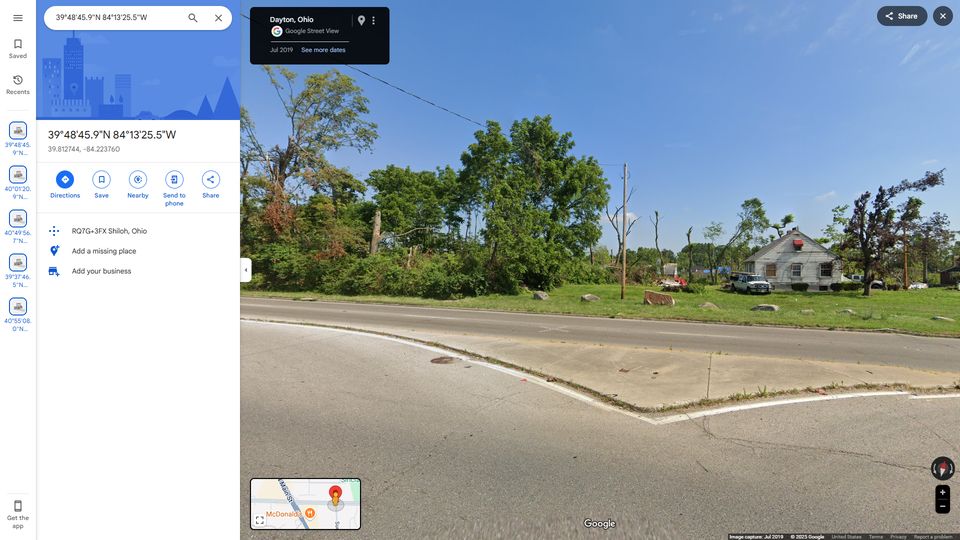 39°48'45.9"N 84°13'25.5"W
Saved
Recents
39°48'45.
9"N...
40°01'20.
9"N...
40°49'56.
7"N...
39°37'46.
5"N...
40°55'08.
0"N...
Get the
app
39°48'45.9"N 84°13'25.5"W
39.812744, -84.223760
Directions
Save
Nearby
Send to
phone
Share
RQ7G+3FX Shiloh, Ohio
Add a missing place
Add your business
Dayton, Ohio
Google Street View
Jul 2019 See more dates
Share
N Main St
McDonald's
Google
Image capture: Jul 2019 © 2025 Google United States Terms Privacy Report a problem